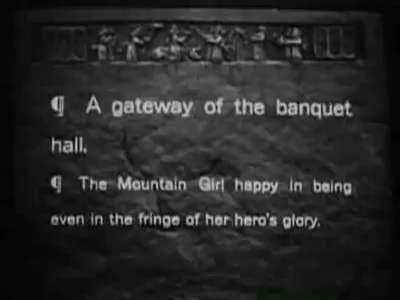 ¶ A gateway of the banquet
hall.
¶ The Mountain Girl happy in being
even in the fringe of her hero's glory.